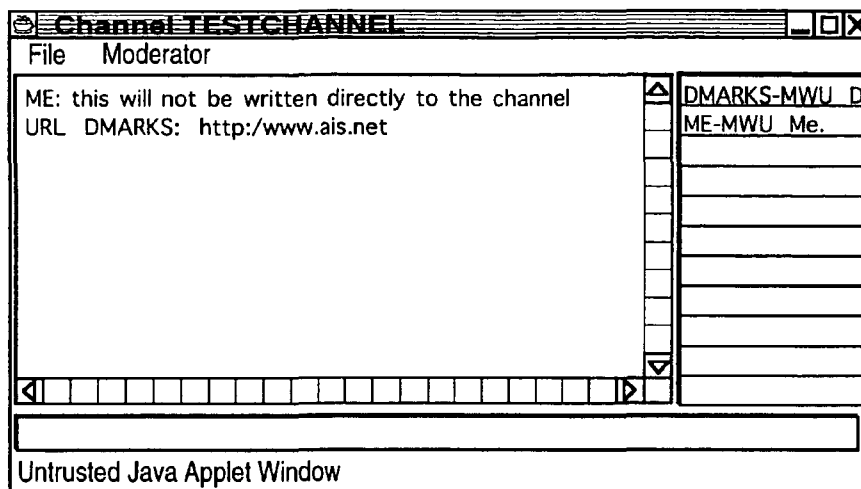 Channel TESTCHANNEL
File Moderator
ME: this will not be written directly to the channel
URL DMARKS: http:/www.ais.net
DMARKS-MWU D
ME-MWU Me.
Untrusted Java Applet Window